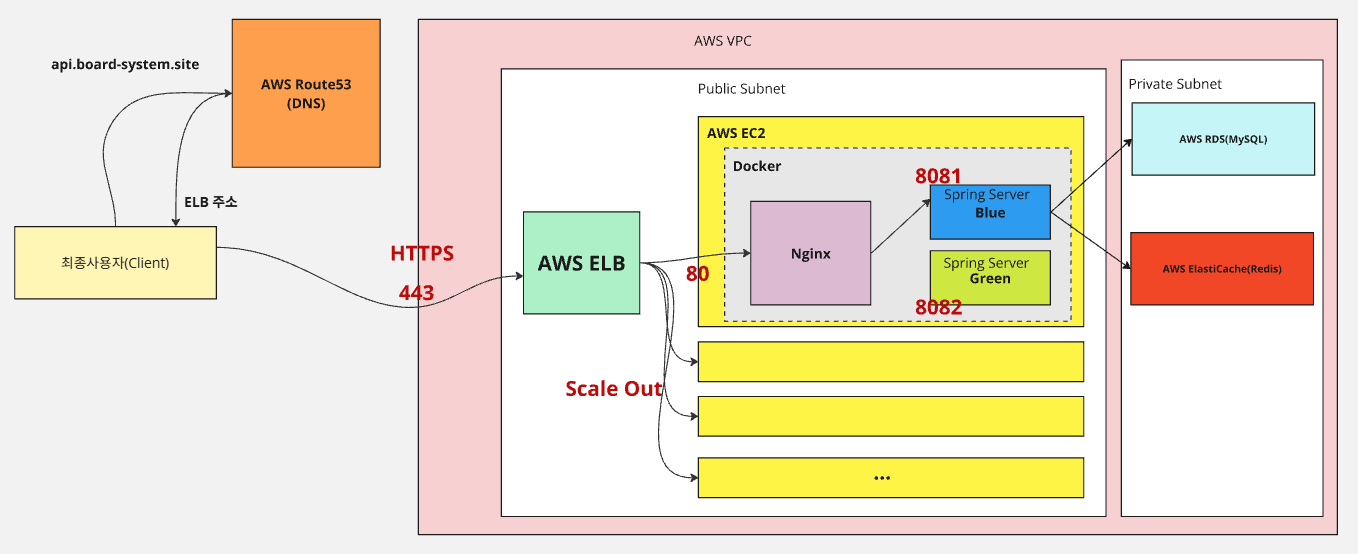 api.board-system.site
AWS Route53
(DNS)
ELB 주소
최종사용자(Client)
HTTPS
443
AWS VPC
Public Subnet
AWS ELB
80
Scale Out
AWS EC2
Docker
Nginx
8081
Spring Server
Blue
Spring Server
Green
8082
...
Private Subnet
AWS RDS(MySQL)
AWS ElastiCache(Redis)